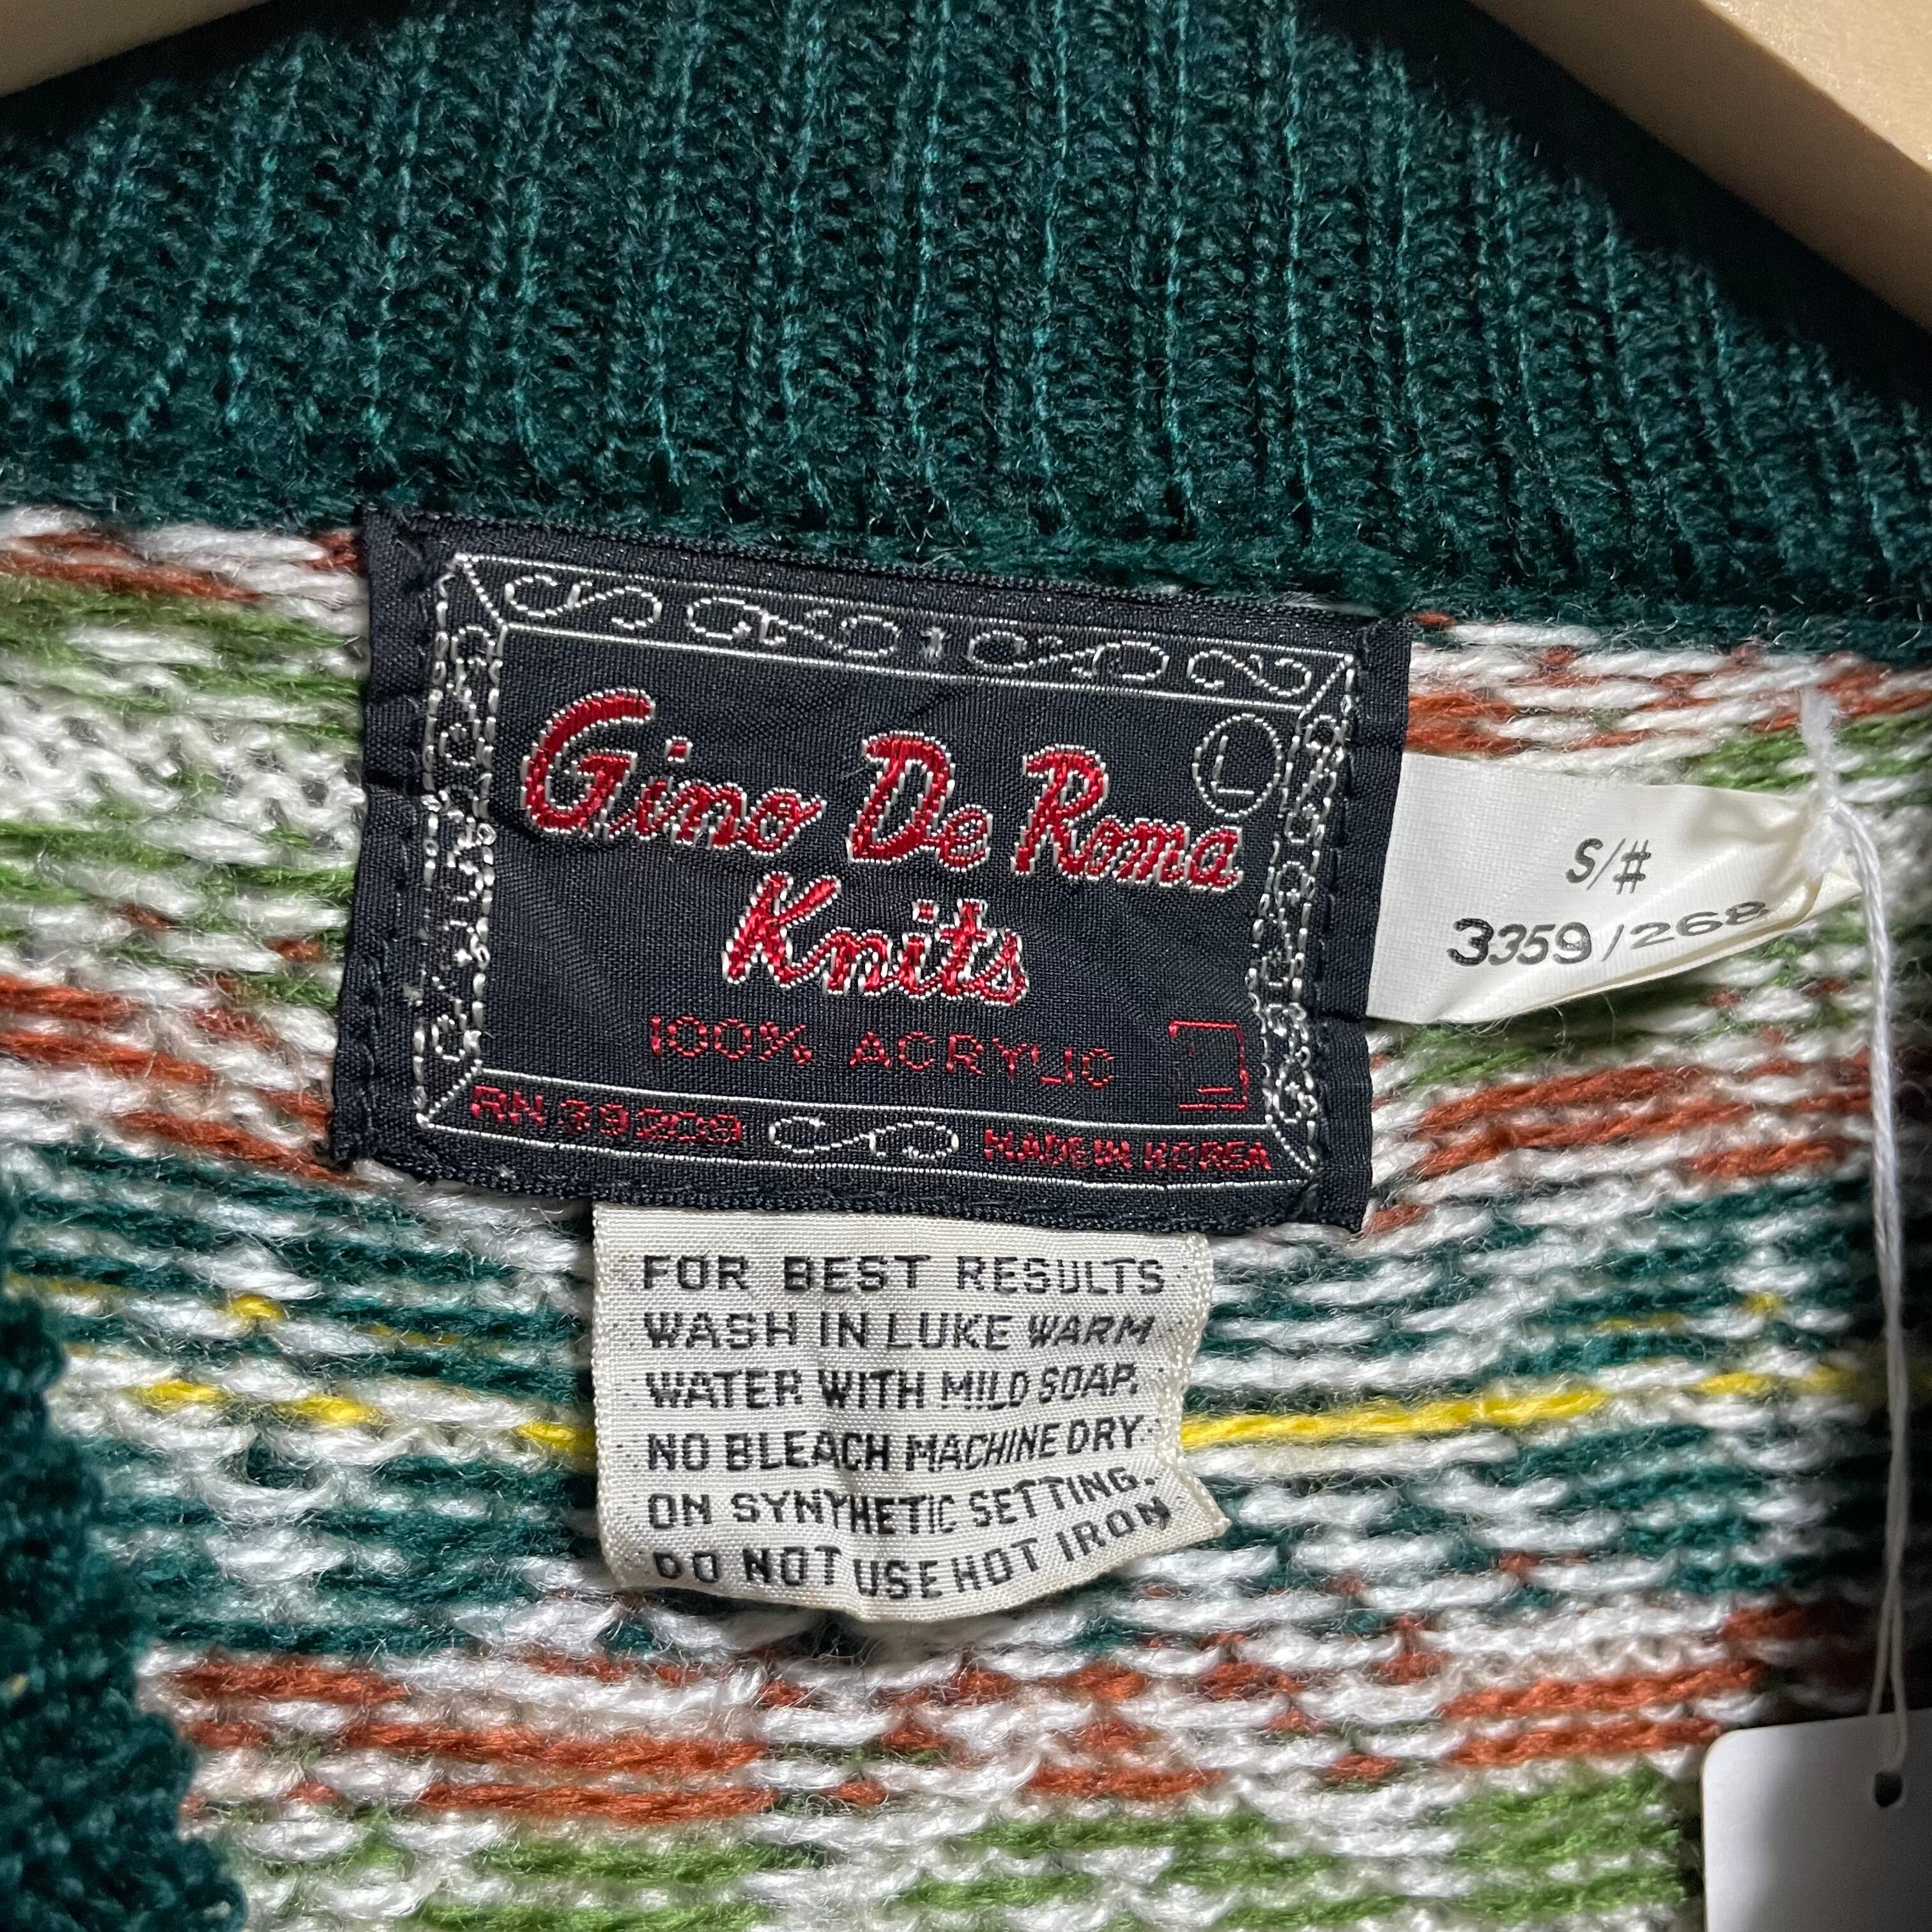 Gino De Roma
L
Knits
100% ACRYLIC
L
RN 39209
MADE IN KOREA
S/#
3359/268
FOR BEST RESULTS
WASH IN LUKE WARM
WATER WITH MILD SOAP.
NO BLEACH MACHINE DRY
ON SYNYHETIC SETTING.
DO NOT USE HOT IRON